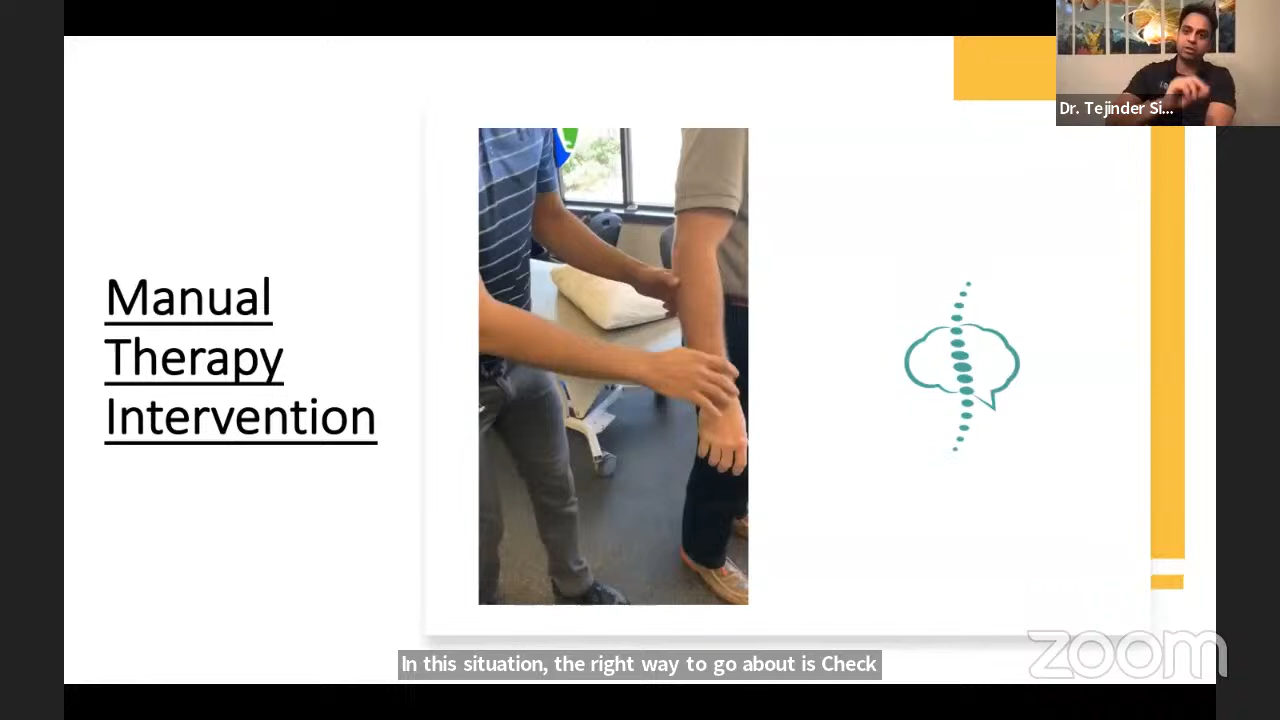 Dr. Tejinder Si...
Manual
Therapy
Intervention
In this situation, the right way to go about is Check
zoom